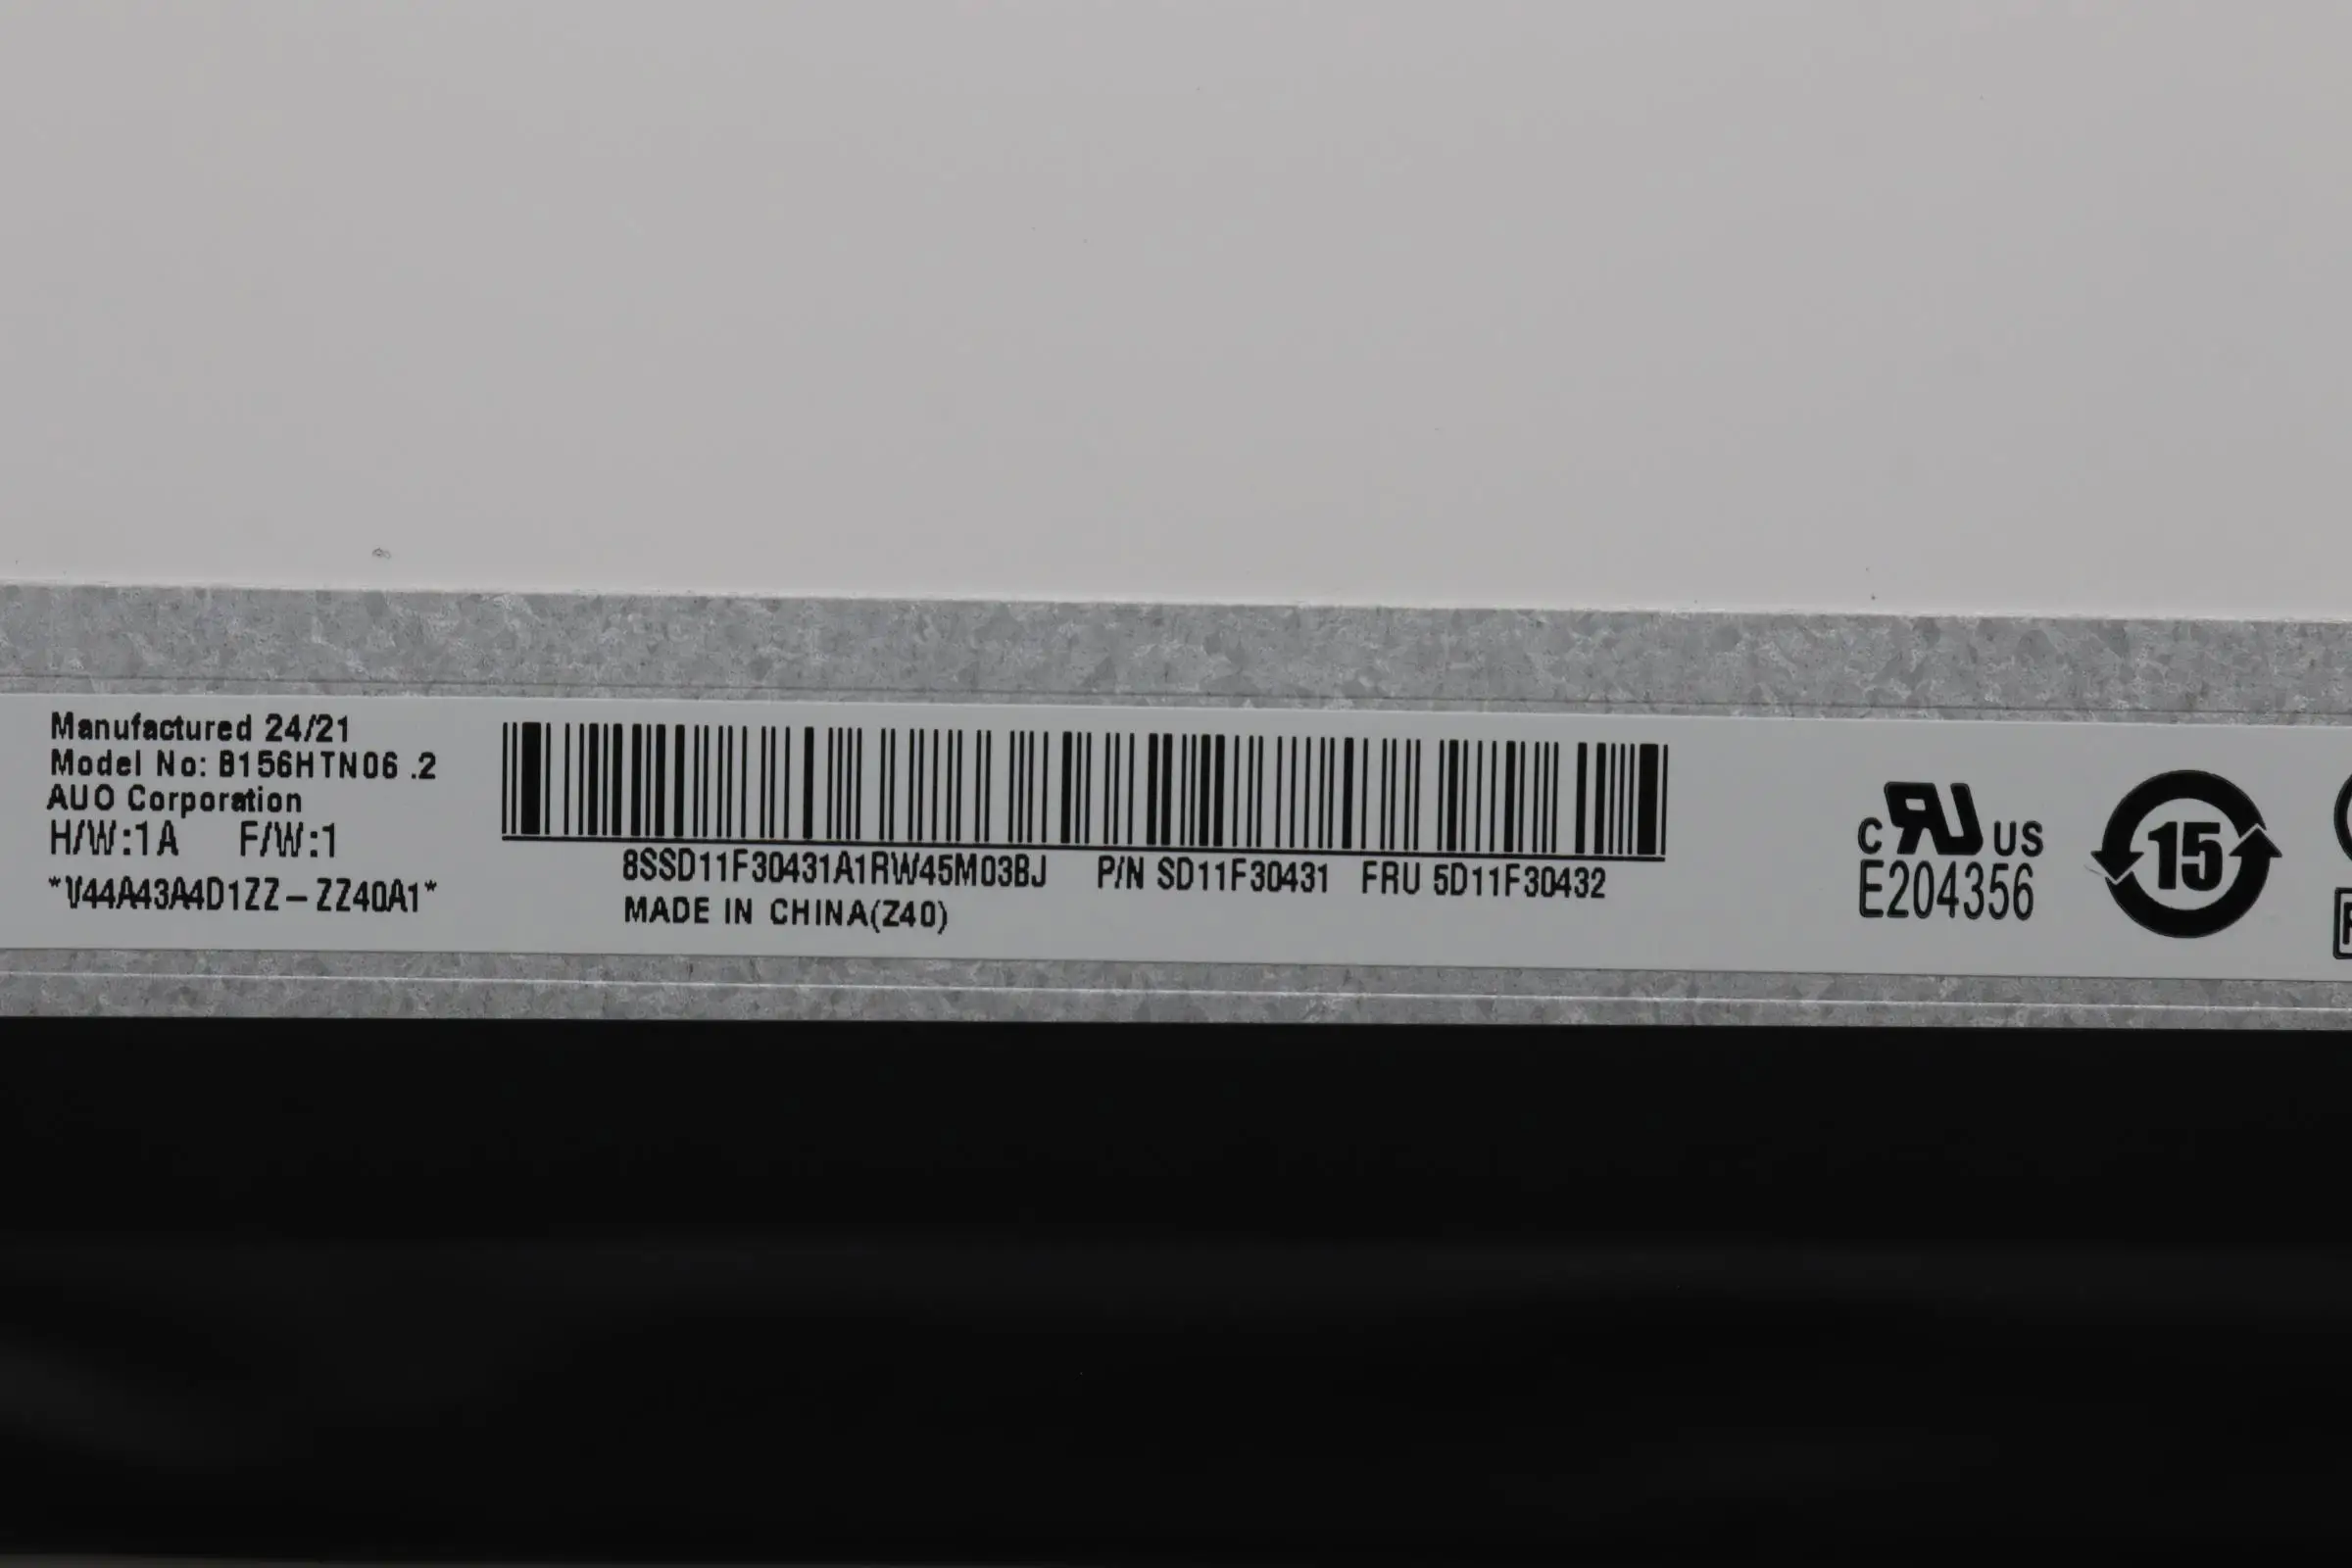 Manufactured 24/21
Model No: B156HTN06 .2
AUO Corporation
H/W:1A F/W:1
*V44A43A4D1ZZ-ZZ40A1*
8SSD11F30431A1RW45M03BJ P/N SD11F30431 FRU 5D11F30432
MADE IN CHINA(Z40)
C RU US
E204356
15